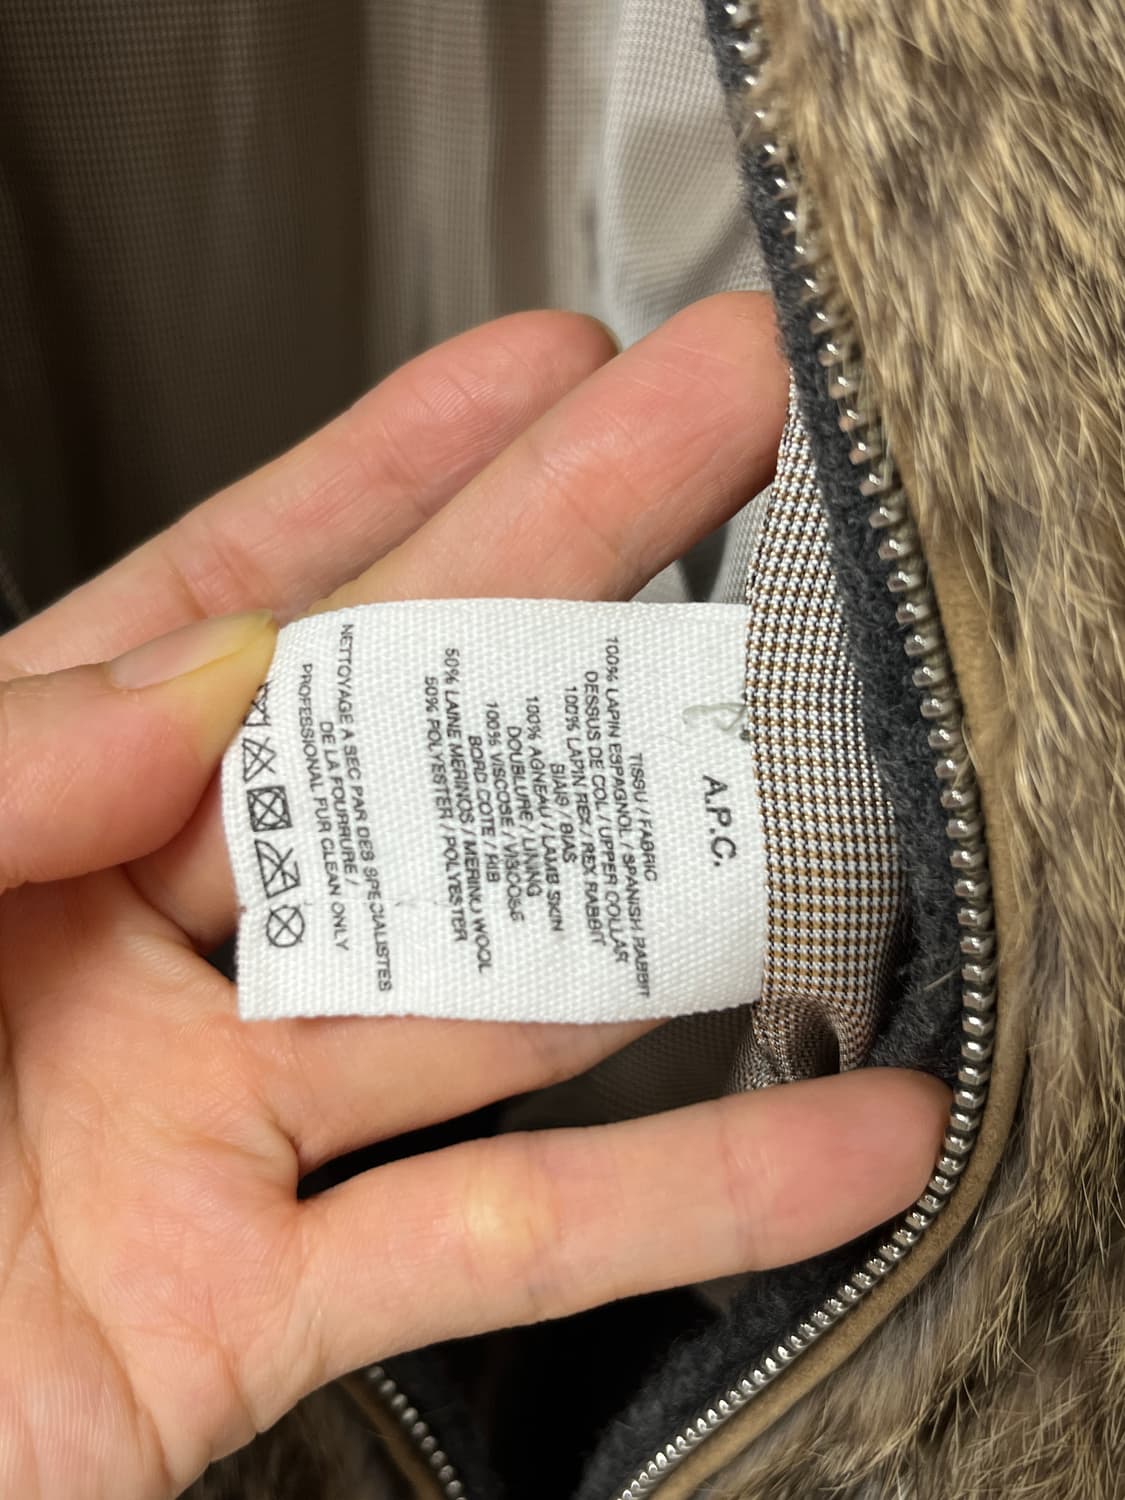 A.P.C.
TISSU / FABRIC
100% LAPIN ESPAGNOL / SPANISH RABBIT
DESSUS DE COL / UPPER COLLAR
100% LAPIN REX / REX RABBIT
BIAIS / BIAS
100% AGNEAU / LAMB SKIN
DOUBLURE / LINING
100% VISCOSE / VISCOSE
BORD COTE / RIB
50% LAINE MERINOS / MERINO WOOL
50% POLYESTER / POLYESTER
NETTOYAGE A SEC PAR DES SPECIALISTES
DE LA FOURRURE /
PROFESSIONAL FUR CLEAN ONLY